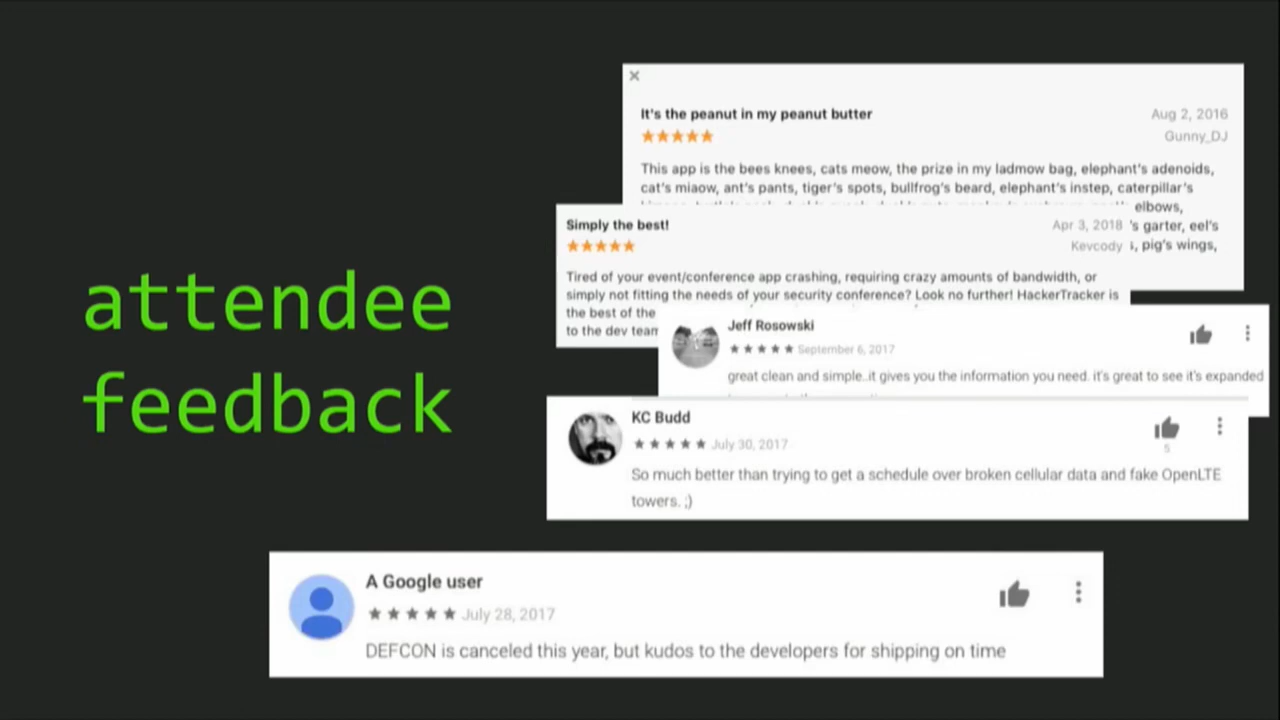 attendee
feedback
It's the peanut in my peanut butter
Aug 2, 2016
Gunny_DJ
This app is the bees knees, cats meow, the prize in my ladmow bag, elephant's adenoids,
cat's miaow, ant's pants, tiger's spots, bullfrog's beard, elephant's instep, caterpillar's
elbows,
's garter, eel's
, pig's wings,
Simply the best!
Apr 3, 2018
Kevcody
Tired of your event/conference app crashing, requiring crazy amounts of bandwidth, or
simply not fitting the needs of your security conference? Look no further! HackerTracker is
the best of the
to the dev team
Jeff Rosowski
September 6, 2017
great clean and simple..it gives you the information you need. it's great to see it's expanded
KC Budd
July 30, 2017
5
So much better than trying to get a schedule over broken cellular data and fake OpenLTE
towers. ;)
A Google user
July 28, 2017
DEFCON is canceled this year, but kudos to the developers for shipping on time